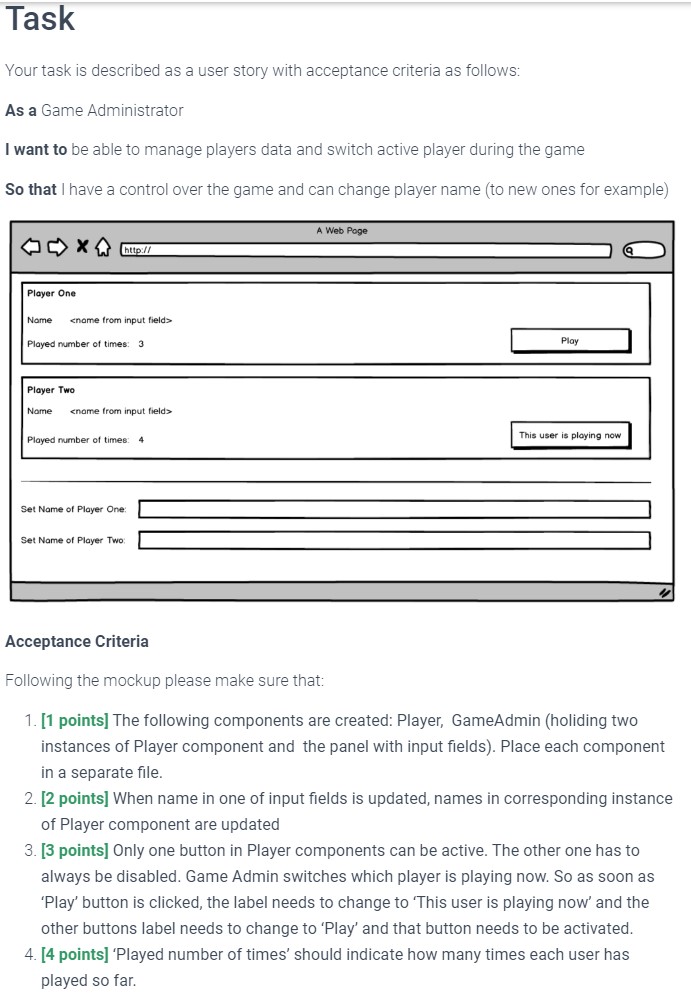 Task
Your task is described as a user story with acceptance criteria as follows:
As a Game Administrator
I want to be able to manage players data and switch active player during the game
So that I have a control over the game and can change player name (to new ones for example)
A Web Page
http://
Player One
Name <name from input field>
Played number of times: 3
Play
Player Two
Name <name from input field>
Played number of times: 4
This user is playing now
Set Name of Player One:
Set Name of Player Two:
Acceptance Criteria
Following the mockup please make sure that:
1. [1 points] The following components are created: Player, GameAdmin (holiding two
instances of Player component and the panel with input fields). Place each component
in a separate file.
2. [2 points] When name in one of input fields is updated, names in corresponding instance
of Player component are updated
3. [3 points] Only one button in Player components can be active. The other one has to
always be disabled. Game Admin switches which player is playing now. So as soon as
‘Play’ button is clicked, the label needs to change to ‘This user is playing now’ and the
other buttons label needs to change to ‘Play’ and that button needs to be activated.
4. [4 points] ‘Played number of times’ should indicate how many times each user has
played so far.